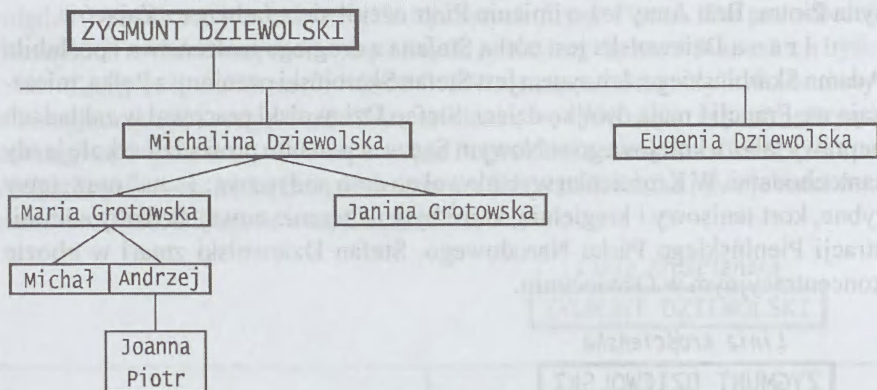 ZYGMUNT DZIEWOLSKI
Michalina Dziewolska
Eugenia Dziewolska
Maria Grotowska
Janina Grotowska
Michał Andrzej
Joanna
Piotr